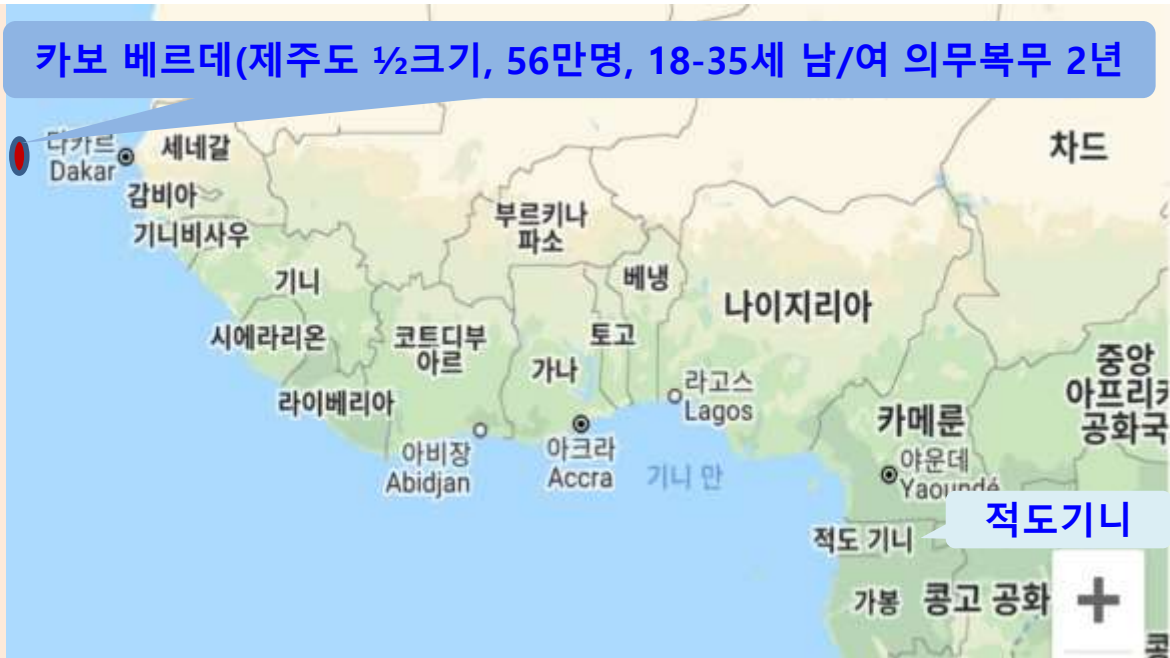 카보 베르데(제주도 ½크기, 56만명, 18-35세 남/여 의무복무 2년
다카르
Dakar
세네갈
차드
감비아
기니비사우
부르키나
파소
기니
베냉
나이지리아
시에라리온
코트디부
아르
토고
가나
중앙
아프리카
공화국
라이베리아
라고스
Lagos
카메룬
아비장
Abidjan
아크라
Accra
기니 만
야운데
Yaoundé
적도기니
적도 기니
가봉
콩고 공화
콩